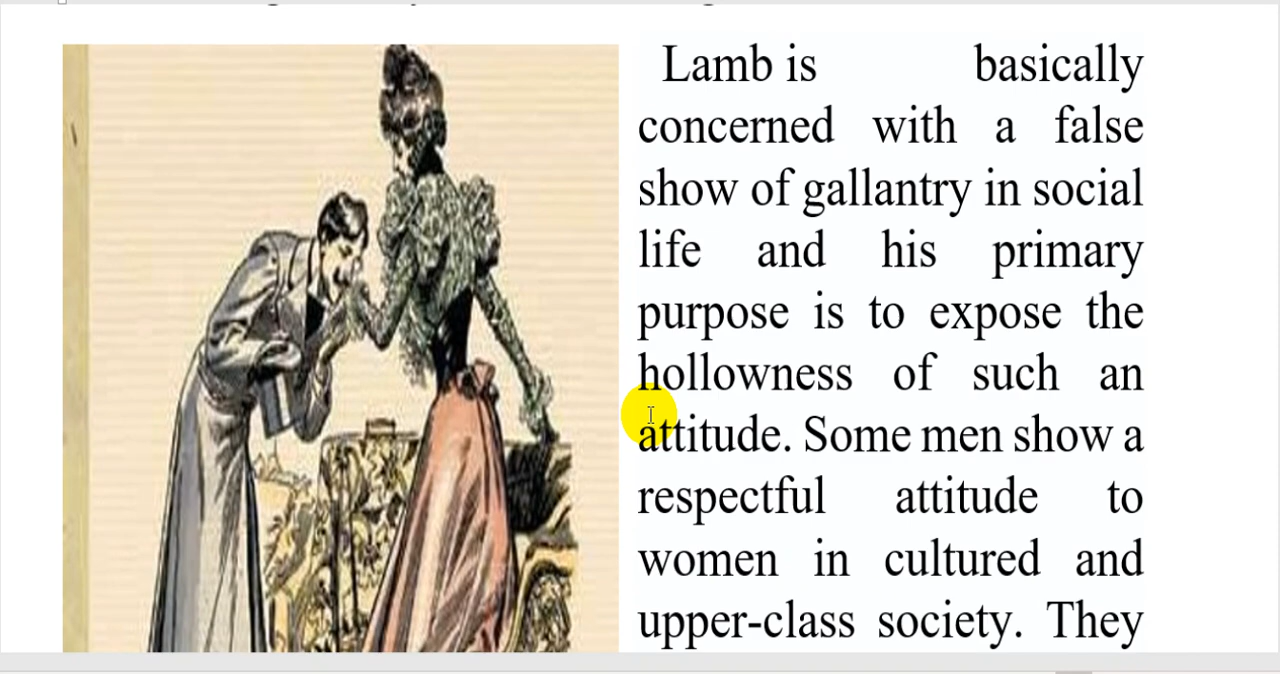 Lamb is basically
concerned with a false
show of gallantry in social
life and his primary
purpose is to expose the
hollowness of such an
attitude. Some men show a
respectful attitude to
women in cultured and
upper-class society. They